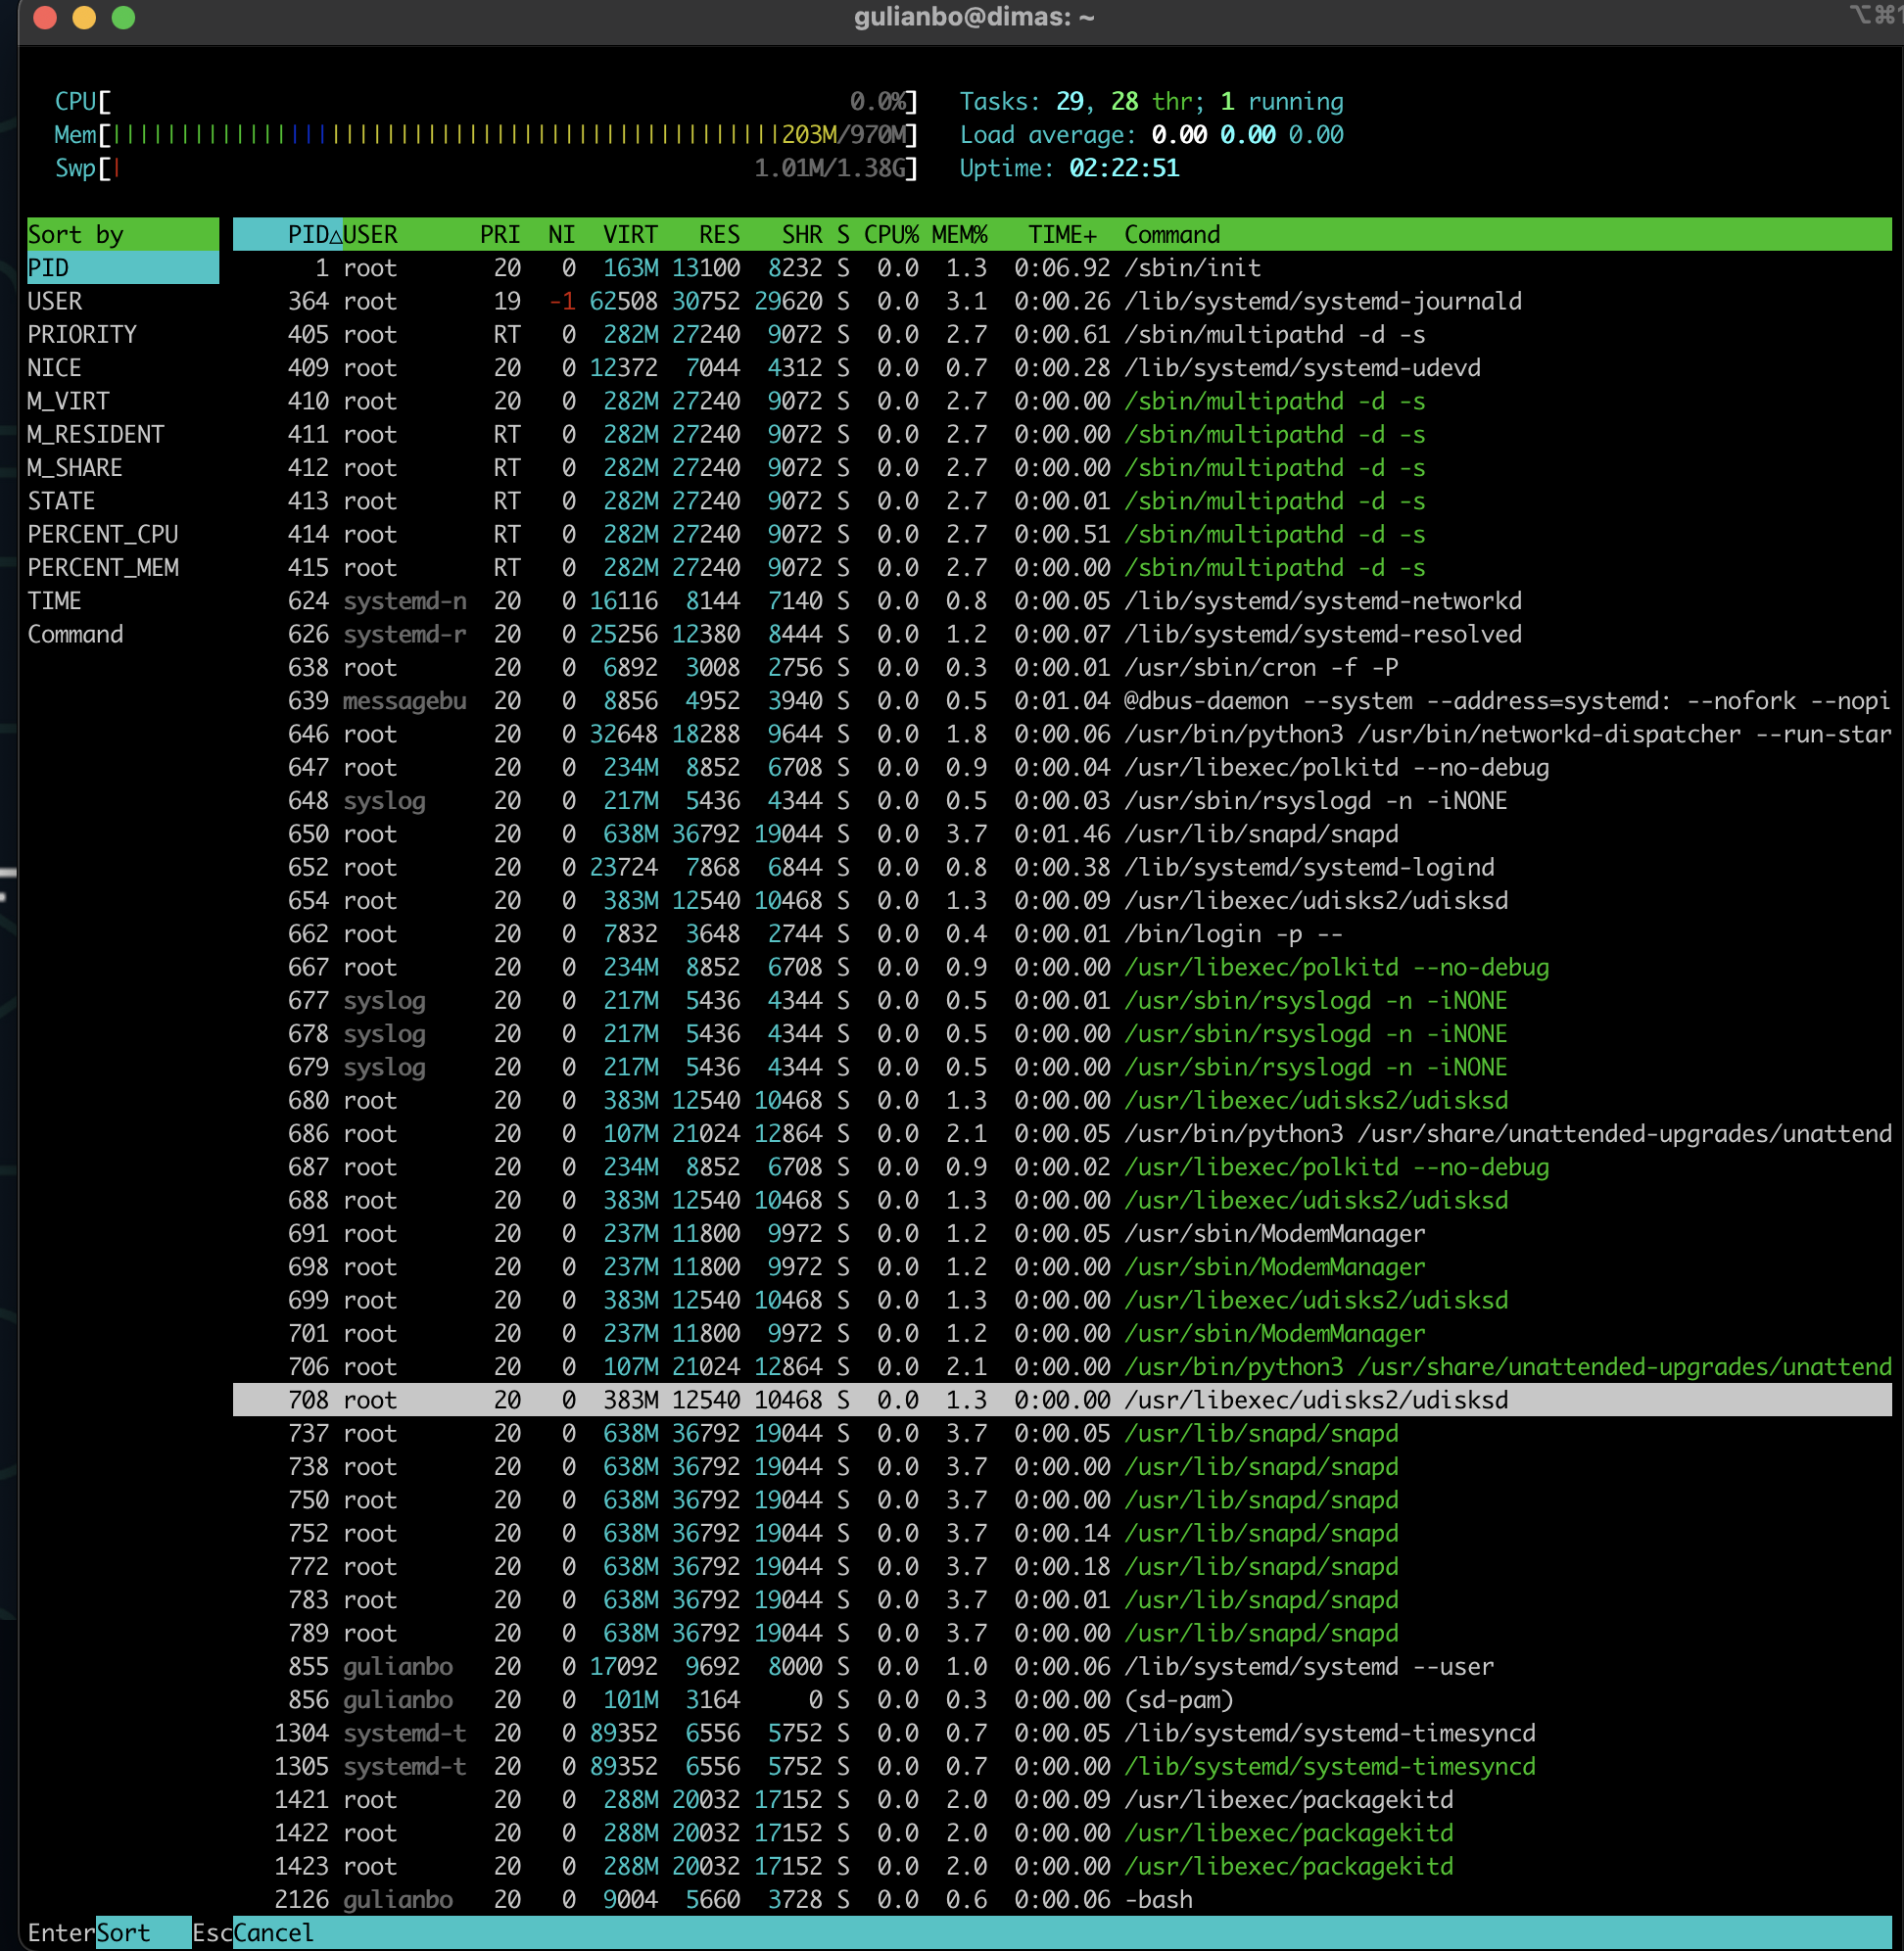 gulianbo@dimas: ~ ⌥⌘1
CPU[ 0.0%] Tasks: 29, 28 thr; 1 running
Mem[||||||||||||||||||||||||||||||||||||||||||||||||203M/970M] Load average: 0.00 0.00 0.00
Swp[| 1.01M/1.38G] Uptime: 02:22:51
Sort by PID△USER PRI NI VIRT RES SHR S CPU% MEM% TIME+ Command
PID 1 root 20 0 163M 13100 8232 S 0.0 1.3 0:06.92 /sbin/init
USER 364 root 19 -1 62508 30752 29620 S 0.0 3.1 0:00.26 /lib/systemd/systemd-journald
PRIORITY 405 root RT 0 282M 27240 9072 S 0.0 2.7 0:00.61 /sbin/multipathd -d -s
NICE 409 root 20 0 12372 7044 4312 S 0.0 0.7 0:00.28 /lib/systemd/systemd-udevd
M_VIRT 410 root 20 0 282M 27240 9072 S 0.0 2.7 0:00.00 /sbin/multipathd -d -s
M_RESIDENT 411 root RT 0 282M 27240 9072 S 0.0 2.7 0:00.00 /sbin/multipathd -d -s
M_SHARE 412 root RT 0 282M 27240 9072 S 0.0 2.7 0:00.00 /sbin/multipathd -d -s
STATE 413 root RT 0 282M 27240 9072 S 0.0 2.7 0:00.01 /sbin/multipathd -d -s
PERCENT_CPU 414 root RT 0 282M 27240 9072 S 0.0 2.7 0:00.51 /sbin/multipathd -d -s
PERCENT_MEM 415 root RT 0 282M 27240 9072 S 0.0 2.7 0:00.00 /sbin/multipathd -d -s
TIME 624 systemd-n 20 0 16116 8144 7140 S 0.0 0.8 0:00.05 /lib/systemd/systemd-networkd
Command 626 systemd-r 20 0 25256 12380 8444 S 0.0 1.2 0:00.07 /lib/systemd/systemd-resolved
638 root 20 0 6892 3008 2756 S 0.0 0.3 0:00.01 /usr/sbin/cron -f -P
639 messagebu 20 0 8856 4952 3940 S 0.0 0.5 0:01.04 @dbus-daemon --system --address=systemd: --nofork --nopi
646 root 20 0 32648 18288 9644 S 0.0 1.8 0:00.06 /usr/bin/python3 /usr/bin/networkd-dispatcher --run-star
647 root 20 0 234M 8852 6708 S 0.0 0.9 0:00.04 /usr/libexec/polkitd --no-debug
648 syslog 20 0 217M 5436 4344 S 0.0 0.5 0:00.03 /usr/sbin/rsyslogd -n -iNONE
650 root 20 0 638M 36792 19044 S 0.0 3.7 0:01.46 /usr/lib/snapd/snapd
652 root 20 0 23724 7868 6844 S 0.0 0.8 0:00.38 /lib/systemd/systemd-logind
654 root 20 0 383M 12540 10468 S 0.0 1.3 0:00.09 /usr/libexec/udisks2/udisksd
662 root 20 0 7832 3648 2744 S 0.0 0.4 0:00.01 /bin/login -p --
667 root 20 0 234M 8852 6708 S 0.0 0.9 0:00.00 /usr/libexec/polkitd --no-debug
677 syslog 20 0 217M 5436 4344 S 0.0 0.5 0:00.01 /usr/sbin/rsyslogd -n -iNONE
678 syslog 20 0 217M 5436 4344 S 0.0 0.5 0:00.00 /usr/sbin/rsyslogd -n -iNONE
679 syslog 20 0 217M 5436 4344 S 0.0 0.5 0:00.00 /usr/sbin/rsyslogd -n -iNONE
680 root 20 0 383M 12540 10468 S 0.0 1.3 0:00.00 /usr/libexec/udisks2/udisksd
686 root 20 0 107M 21024 12864 S 0.0 2.1 0:00.05 /usr/bin/python3 /usr/share/unattended-upgrades/unattend
687 root 20 0 234M 8852 6708 S 0.0 0.9 0:00.02 /usr/libexec/polkitd --no-debug
688 root 20 0 383M 12540 10468 S 0.0 1.3 0:00.00 /usr/libexec/udisks2/udisksd
691 root 20 0 237M 11800 9972 S 0.0 1.2 0:00.05 /usr/sbin/ModemManager
698 root 20 0 237M 11800 9972 S 0.0 1.2 0:00.00 /usr/sbin/ModemManager
699 root 20 0 383M 12540 10468 S 0.0 1.3 0:00.00 /usr/libexec/udisks2/udisksd
701 root 20 0 237M 11800 9972 S 0.0 1.2 0:00.00 /usr/sbin/ModemManager
706 root 20 0 107M 21024 12864 S 0.0 2.1 0:00.00 /usr/bin/python3 /usr/share/unattended-upgrades/unattend
708 root 20 0 383M 12540 10468 S 0.0 1.3 0:00.00 /usr/libexec/udisks2/udisksd
737 root 20 0 638M 36792 19044 S 0.0 3.7 0:00.05 /usr/lib/snapd/snapd
738 root 20 0 638M 36792 19044 S 0.0 3.7 0:00.00 /usr/lib/snapd/snapd
750 root 20 0 638M 36792 19044 S 0.0 3.7 0:00.00 /usr/lib/snapd/snapd
752 root 20 0 638M 36792 19044 S 0.0 3.7 0:00.14 /usr/lib/snapd/snapd
772 root 20 0 638M 36792 19044 S 0.0 3.7 0:00.18 /usr/lib/snapd/snapd
783 root 20 0 638M 36792 19044 S 0.0 3.7 0:00.01 /usr/lib/snapd/snapd
789 root 20 0 638M 36792 19044 S 0.0 3.7 0:00.00 /usr/lib/snapd/snapd
855 gulianbo 20 0 17092 9692 8000 S 0.0 1.0 0:00.06 /lib/systemd/systemd --user
856 gulianbo 20 0 101M 3164 0 S 0.0 0.3 0:00.00 (sd-pam)
1304 systemd-t 20 0 89352 6556 5752 S 0.0 0.7 0:00.05 /lib/systemd/systemd-timesyncd
1305 systemd-t 20 0 89352 6556 5752 S 0.0 0.7 0:00.00 /lib/systemd/systemd-timesyncd
1421 root 20 0 288M 20032 17152 S 0.0 2.0 0:00.09 /usr/libexec/packagekitd
1422 root 20 0 288M 20032 17152 S 0.0 2.0 0:00.00 /usr/libexec/packagekitd
1423 root 20 0 288M 20032 17152 S 0.0 2.0 0:00.00 /usr/libexec/packagekitd
2126 gulianbo 20 0 9004 5660 3728 S 0.0 0.6 0:00.06 -bash
EnterSort EscCancel